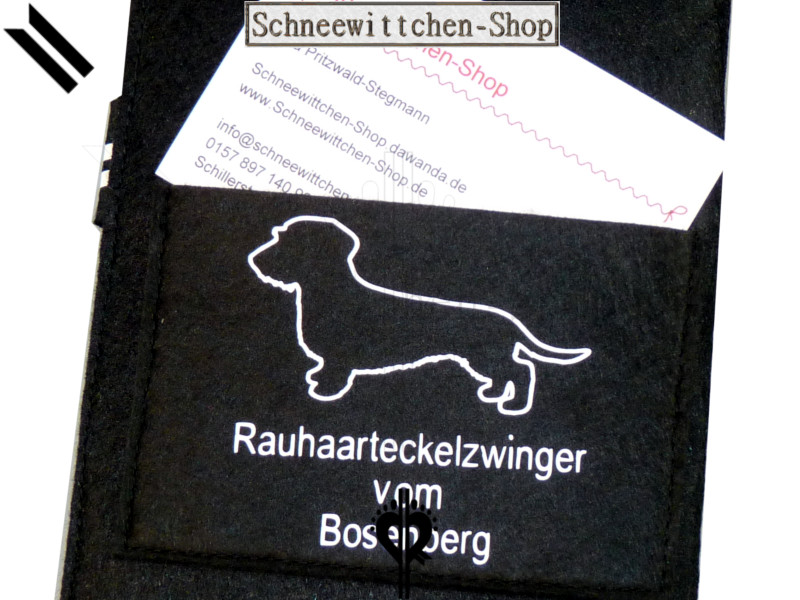 Schneewittchen-Shop
en-Shop
Pritzwald-Stegmann
Schneewittchen-Shop.dawanda.de
www.Schneewittchen-Shop.de
info@schneewittchen
0157 897 140
Rauhaarteckelzwinger
vom
Bosenberg